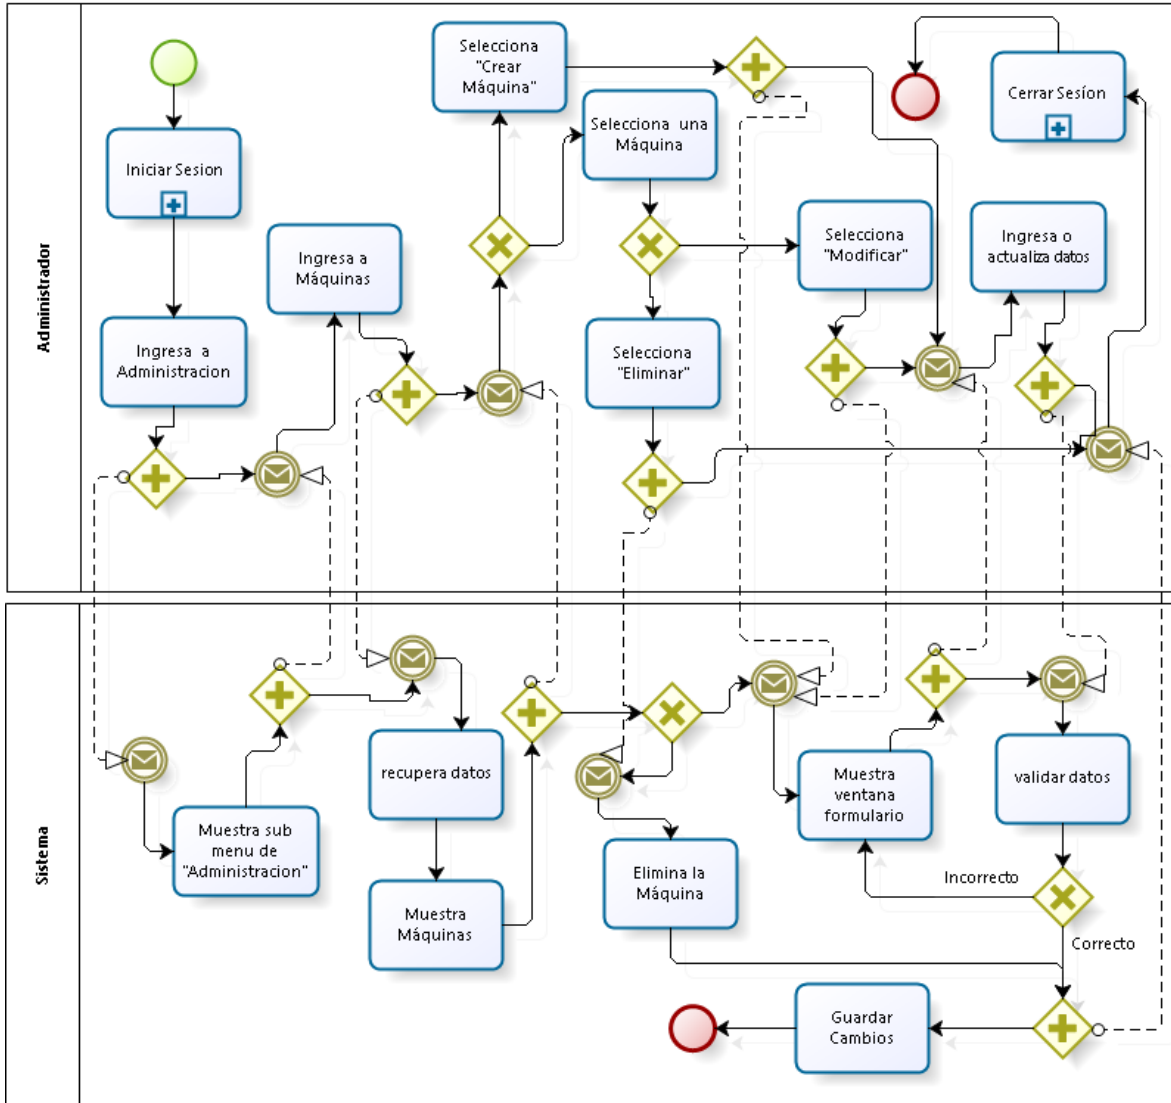 Administrador
Iniciar Sesion
Ingresa a
Administracion
Ingresa a
Máquinas
Selecciona
"Crear
Máquina"
Selecciona una
Máquina
Selecciona
"Eliminar"
Selecciona
"Modificar"
Ingresa o
actualiza datos
Cerrar Sesíon
Sistema
Muestra sub
menu de
"Administracion"
recupera datos
Muestra
Máquinas
Elimina la
Máquina
Muestra
ventana
formulario
validar datos
Incorrecto
Correcto
Guardar
Cambios